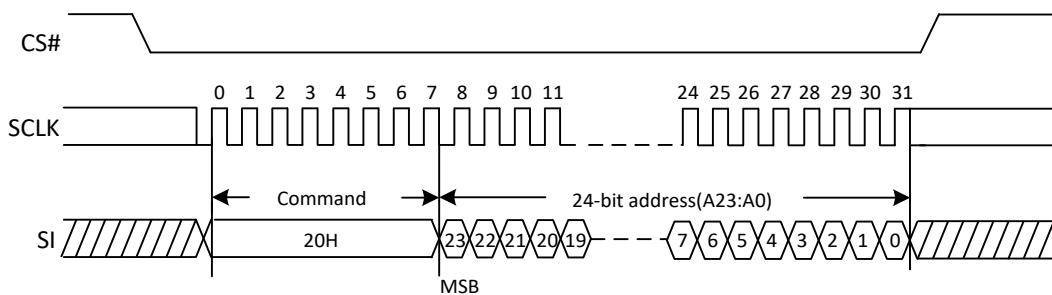 CS#
0 1 2 3 4 5 6 7 8 9 10 11 24 25 26 27 28 29 30 31
SCLK
Command 24-bit address(A23:A0)
SI 20H 23 22 21 20 19 7 6 5 4 3 2 1 0
MSB